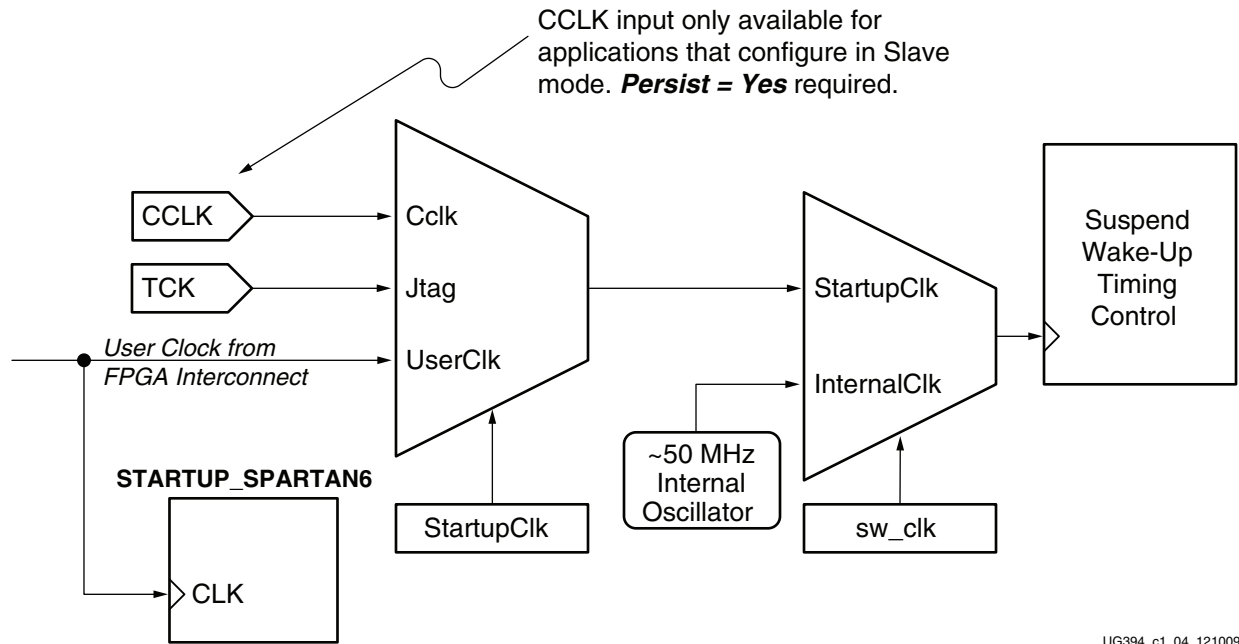 CCLK input only available for
applications that configure in Slave
mode. Persist = Yes required.
CCLK
Cclk
TCK
Jtag
User Clock from
FPGA Interconnect
UserClk
StartupClk
InternalClk
Suspend
Wake-Up
Timing
Control
~50 MHz
Internal
Oscillator
STARTUP_SPARTAN6
StartupClk
sw_clk
CLK
UG394_c1_04_121009